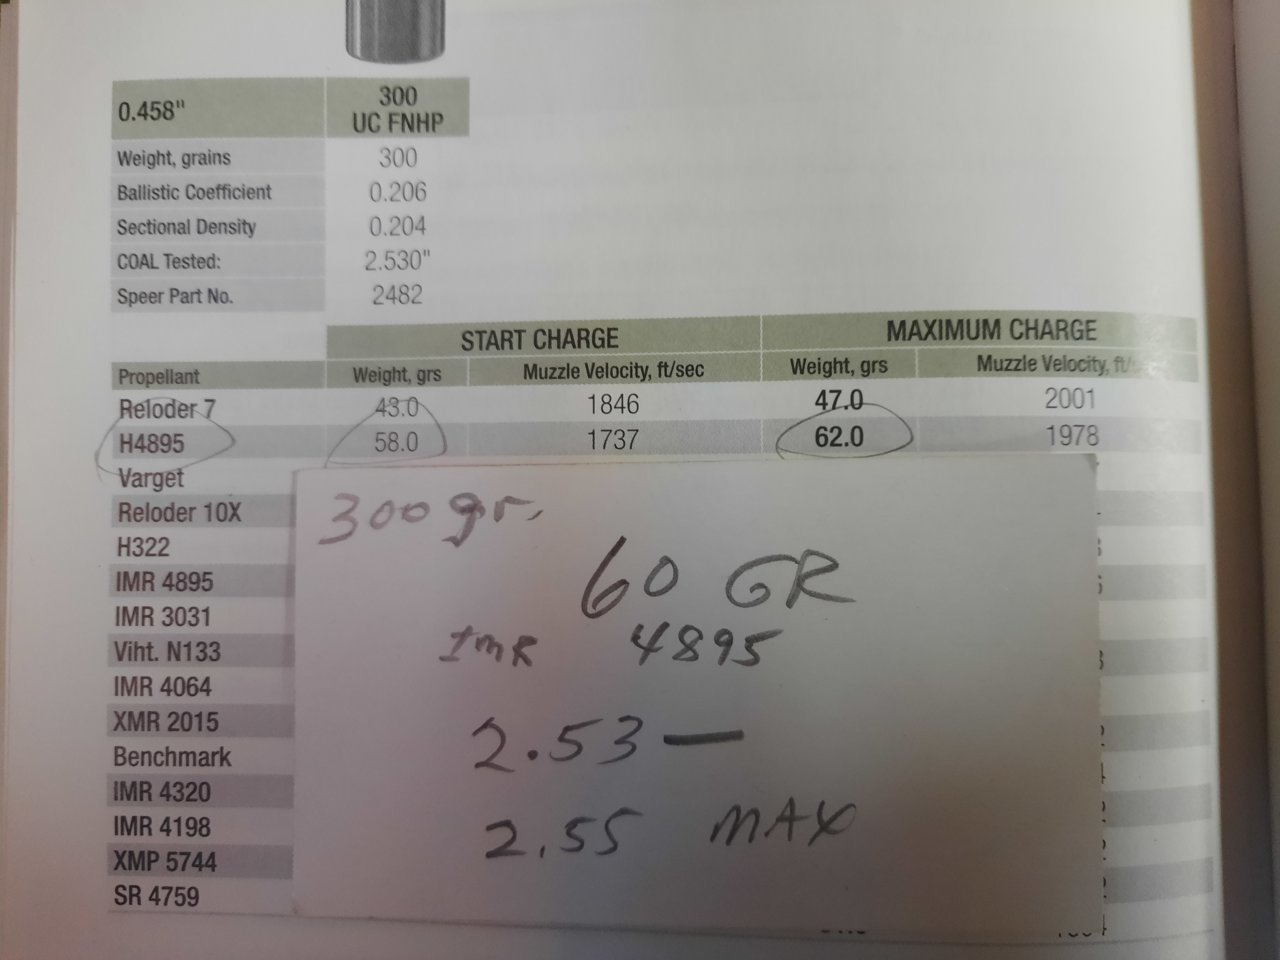 0.458" 300 UC FNHP
Weight, grains 300
Ballistic Coefficient 0.206
Sectional Density 0.204
COAL Tested: 2.530"
Speer Part No. 2482
START CHARGE MAXIMUM CHARGE
Propellant Weight, grs Muzzle Velocity, ft/sec Weight, grs Muzzle Velocity,
Reloder 7 43.0 1846 47.0 2001
H4895 58.0 1737 62.0 1978
Varget
Reloder 10X
H322
IMR 4895
IMR 3031
Viht. N133
IMR 4064
XMR 2015
Benchmark
IMR 4320
IMR 4198
XMP 5744
SR 4759
300 gr.
60 GR
IMR 4895
2.53 —
2.55 MAX